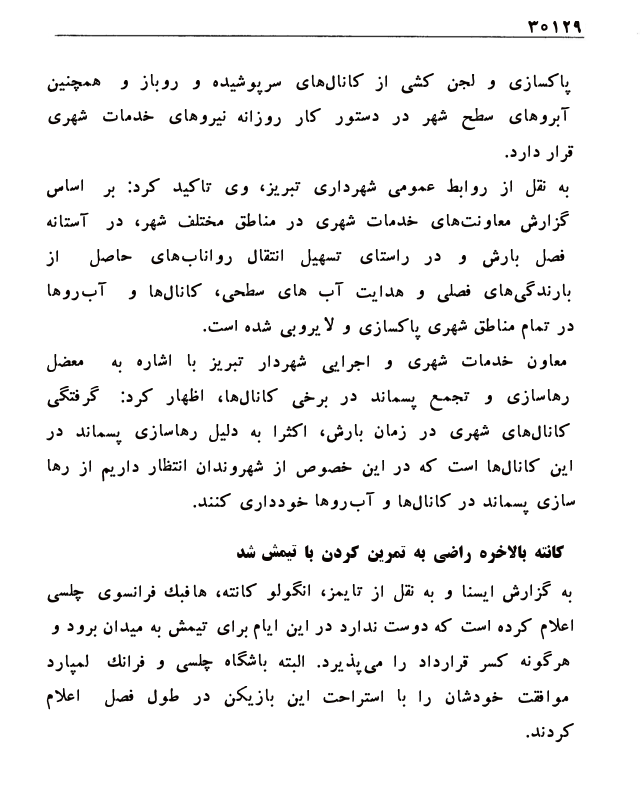 ۳۰۱۲۹
پاکسازی و لجن کشی از کانال‌های سرپوشیده و روباز و همچنین
آبروهای سطح شهر در دستور کار روزانه نیروهای خدمات شهری
قرار دارد.
به نقل از روابط عمومی شهرداری تبریز، وی تاکید کرد: بر اساس
گزارش معاونت‌های خدمات شهری در مناطق مختلف شهر، در آستانه
فصل بارش و در راستای تسهیل انتقال رواناب‌های حاصل از
بارندگی‌های فصلی و هدایت آب های سطحی، کانال‌ها و آب‌روها
در تمام مناطق شهری پاکسازی و لایروبی شده است.
معاون خدمات شهری و اجرایی شهردار تبریز با اشاره به معضل
رهاسازی و تجمع پسماند در برخی کانال‌ها، اظهار کرد: گرفتگی
کانال‌های شهری در زمان بارش، اکثرا به دلیل رهاسازی پسماند در
این کانال‌ها است که در این خصوص از شهروندان انتظار داریم از رها
سازی پسماند در کانال‌ها و آب‌روها خودداری کنند.
کانته بالاخره راضی به تمرین کردن با تیمش شد
به گزارش ایسنا و به نقل از تایمز، انگولو کانته، هافبك فرانسوی چلسی
اعلام کرده است که دوست ندارد در این ایام برای تیمش به میدان برود و
هرگونه کسر قرارداد را می‌پذیرد. البته باشگاه چلسی و فرانك لمپارد
موافقت خودشان را با استراحت این بازیکن در طول فصل اعلام
کردند.